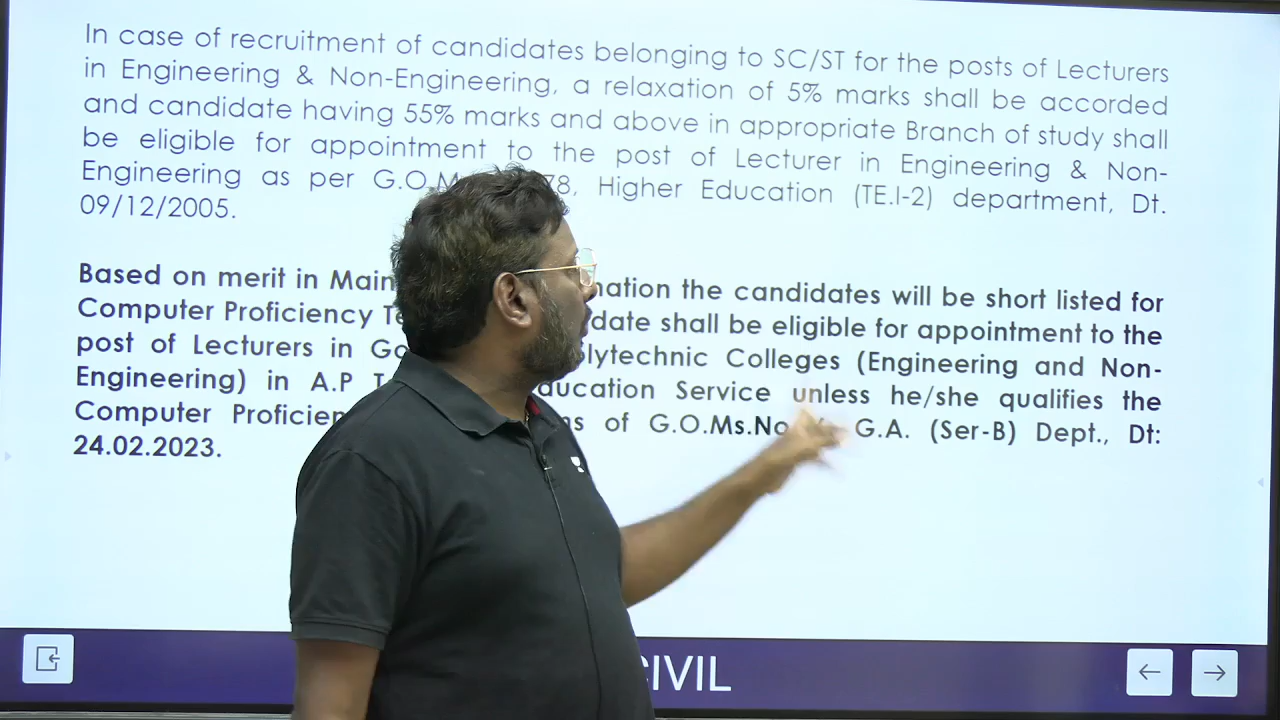 In case of recruitment of candidates belonging to SC/ST for the posts of Lecturers
in Engineering & Non-Engineering, a relaxation of 5% marks shall be accorded
and candidate having 55% marks and above in appropriate Branch of study shall
be eligible for appointment to the post of Lecturer in Engineering & Non-
Engineering as per G.O.M 78, Higher Education (TE.I-2) department, Dt.
09/12/2005.
Based on merit in Main nation the candidates will be short listed for
Computer Proficiency Te date shall be eligible for appointment to the
post of Lecturers in Go olytechnic Colleges (Engineering and Non-
Engineering) in A.P T ducation Service unless he/she qualifies the
Computer Proficien ns of G.O.Ms.No G.A. (Ser-B) Dept., Dt:
24.02.2023.
CIVIL